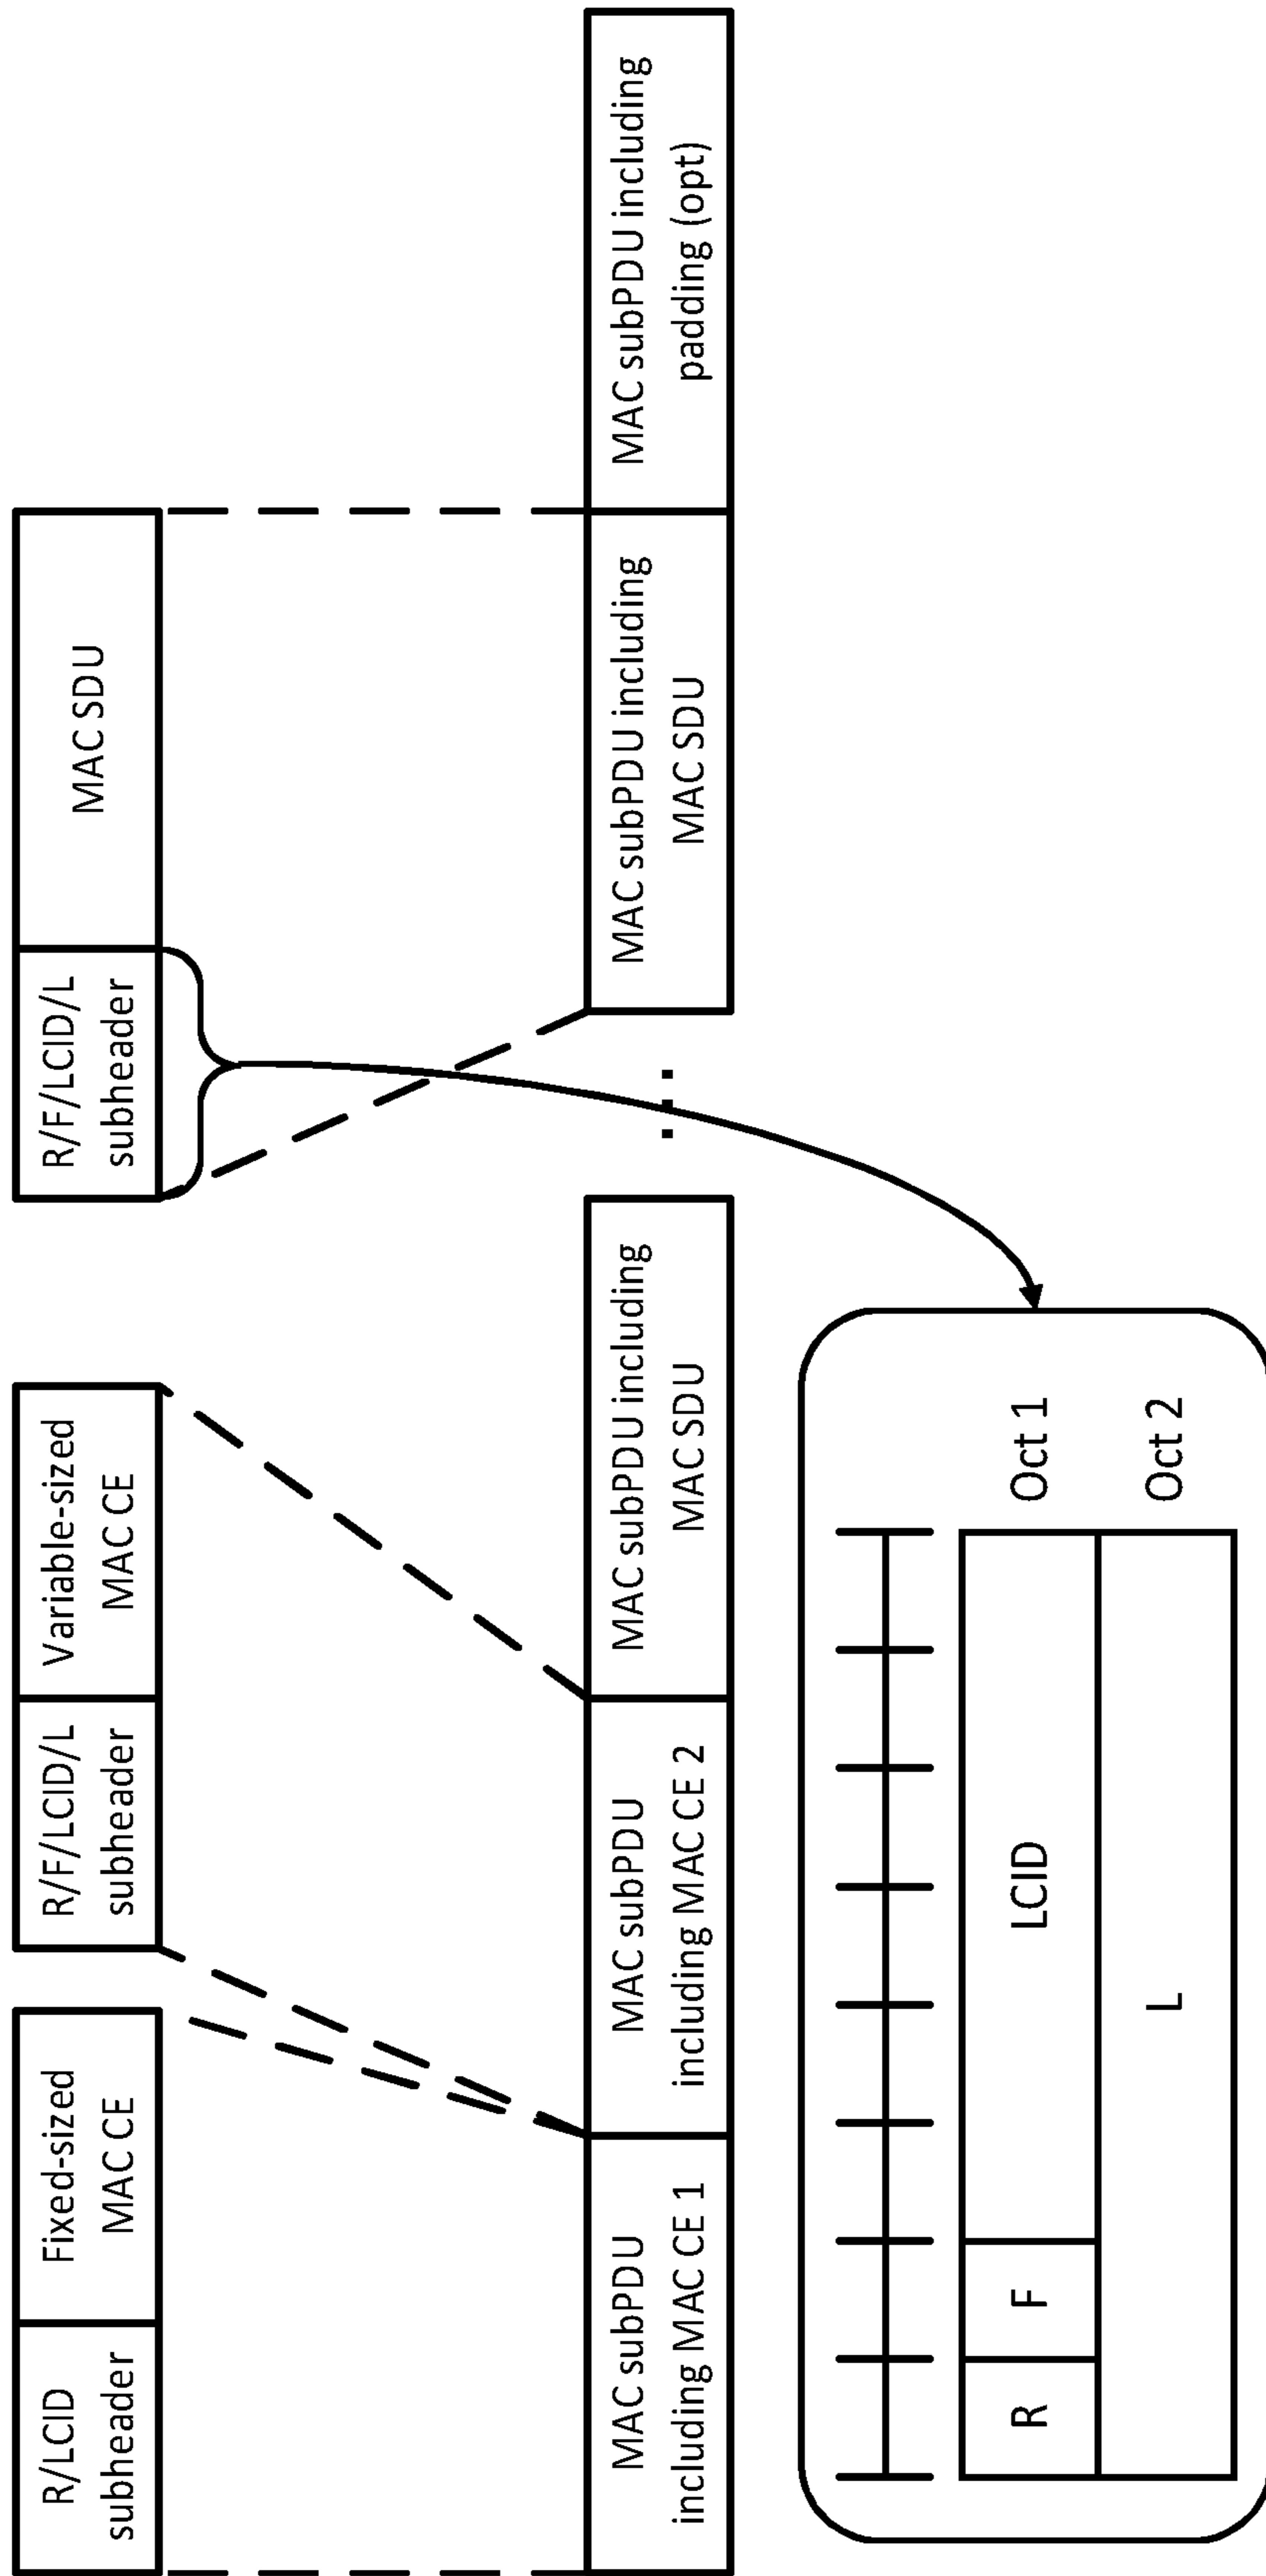 R/LCID
subheader
Fixed-sized
MAC CE
R/F/LCID/L
subheader
Variable-sized
MAC CE
R/F/LCID/L
subheader
MAC SDU
MAC subPDU
including MAC CE 1
MAC subPDU
including MAC CE 2
MAC subPDU including
MAC SDU
...
MAC subPDU including
MAC SDU
MAC subPDU including
padding (opt)
R
F
LCID
Oct 1
L
Oct 2